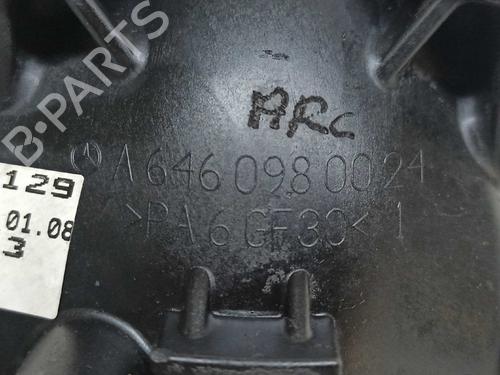 B-PARTS
ARC
A 646 098 00 24
>PA 6 GF30< 1
129
01.08
3